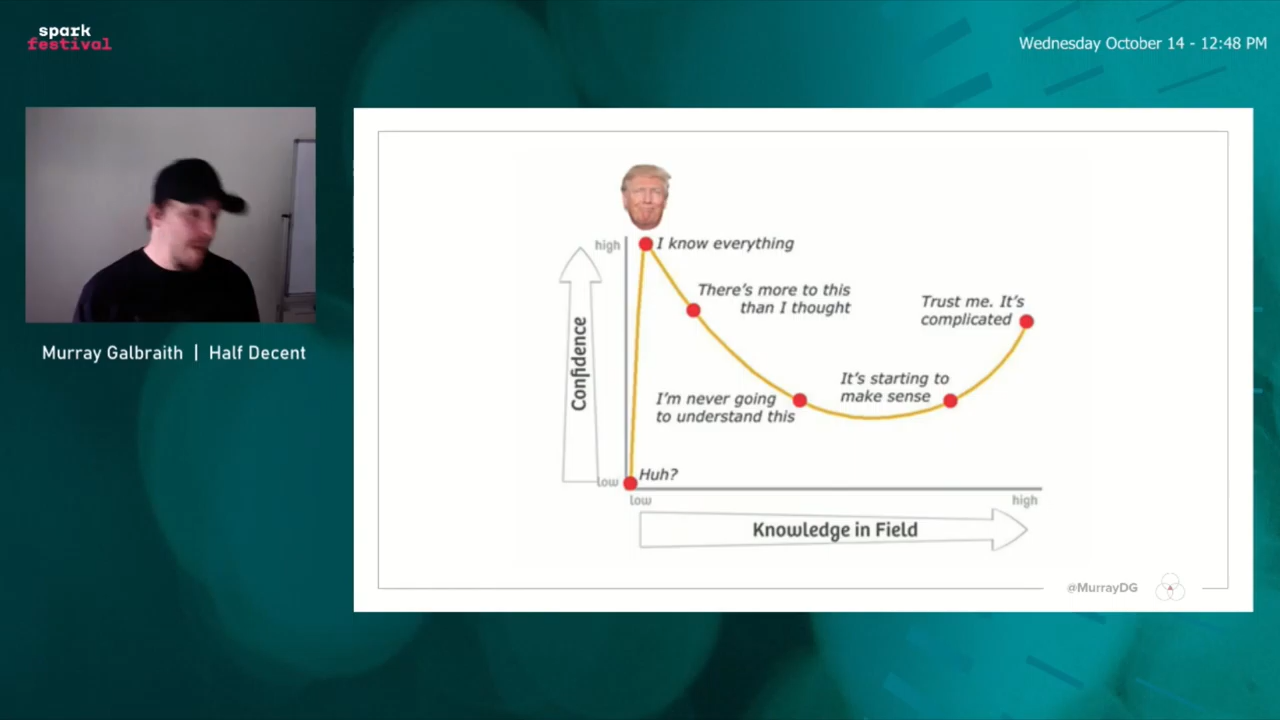 spark
festival
Wednesday October 14 - 12:48 PM
Murray Galbraith | Half Decent
high
I know everything
There's more to this
than I thought
Trust me. It's
complicated
Confidence
It's starting to
make sense
I'm never going
to understand this
Huh?
low
low
high
Knowledge in Field
@MurrayDG